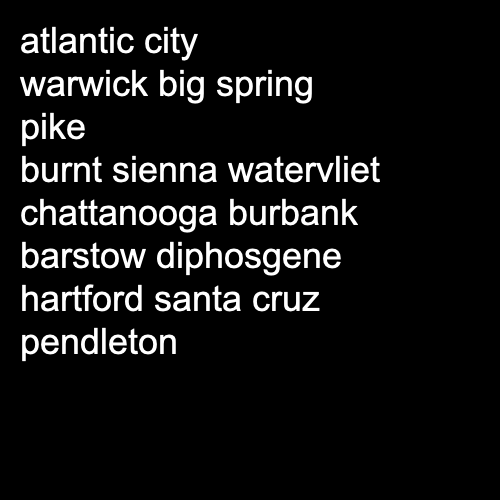 atlantic city
warwick big spring
pike
burnt sienna watervliet
chattanooga burbank
barstow diphosgene
hartford santa cruz
pendleton